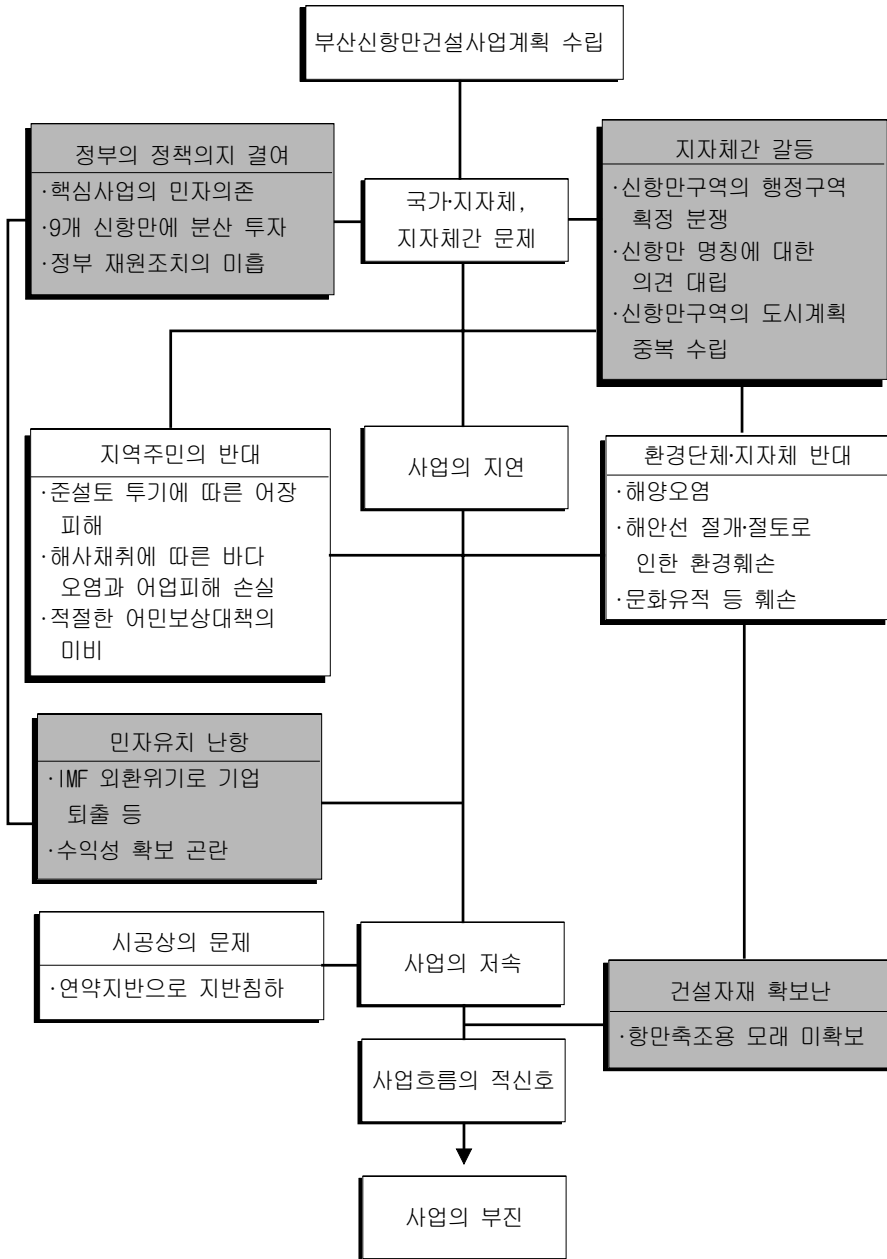 부산신항만건설사업계획 수립
정부의 정책의지 결여
·핵심사업의 민자의존
·9개 신항만에 분산 투자
·정부 재원조치의 미흡
국가·지자체,
지자체간 문제
지자체간 갈등
·신항만구역의 행정구역
획정 분쟁
·신항만 명칭에 대한
의견 대립
·신항만구역의 도시계획
중복 수립
지역주민의 반대
·준설토 투기에 따른 어장
피해
·해사채취에 따른 바다
오염과 어업피해 손실
·적절한 어민보상대책의
미비
사업의 지연
환경단체·지자체 반대
·해양오염
·해안선 절개·절토로
인한 환경훼손
·문화유적 등 훼손
민자유치 난항
·IMF 외환위기로 기업
퇴출 등
·수익성 확보 곤란
시공상의 문제
·연약지반으로 지반침하
사업의 저속
건설자재 확보난
·항만축조용 모래 미확보
사업흐름의 적신호
사업의 부진